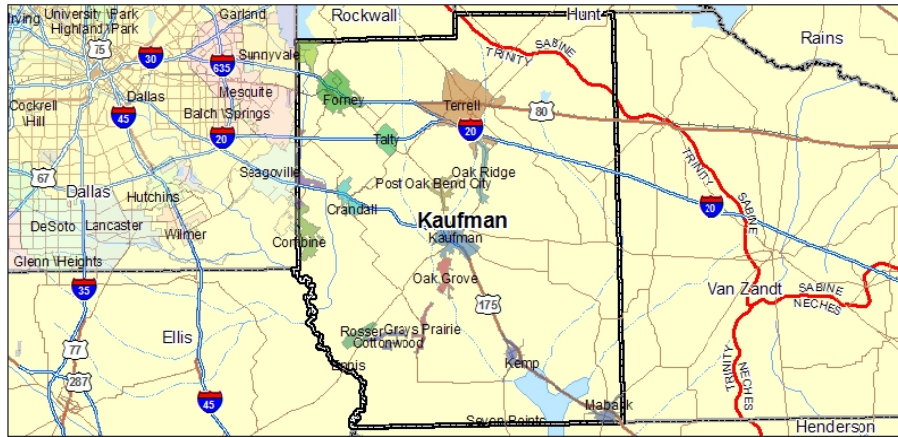 Irving
University \Park
Highland \Park
Garland
Rockwall
Hunt
Rains
75
30
635
Sunnyvale
TRINITY
SABINE
Cockrell
\Hill
Dallas
Mesquite
Forney
Terrell
45
Balch \Springs
80
20
Talty
20
TRINITY
SABINE
67
Dallas
Seagoville
Oak Ridge
Post Oak Bend City
Hutchins
Crandall
20
DeSoto
Lancaster
Wilmer
Kaufman
Kaufman
Combine
Glenn \Heights
Oak Grove
35
Van Zandt
SABINE
NECHES
175
77
Ellis
Rosser
Grays Prairie
Cottonwood
Ennis
Kemp
TRINITY
NECHES
287
45
Mabank
Seven Points
Henderson